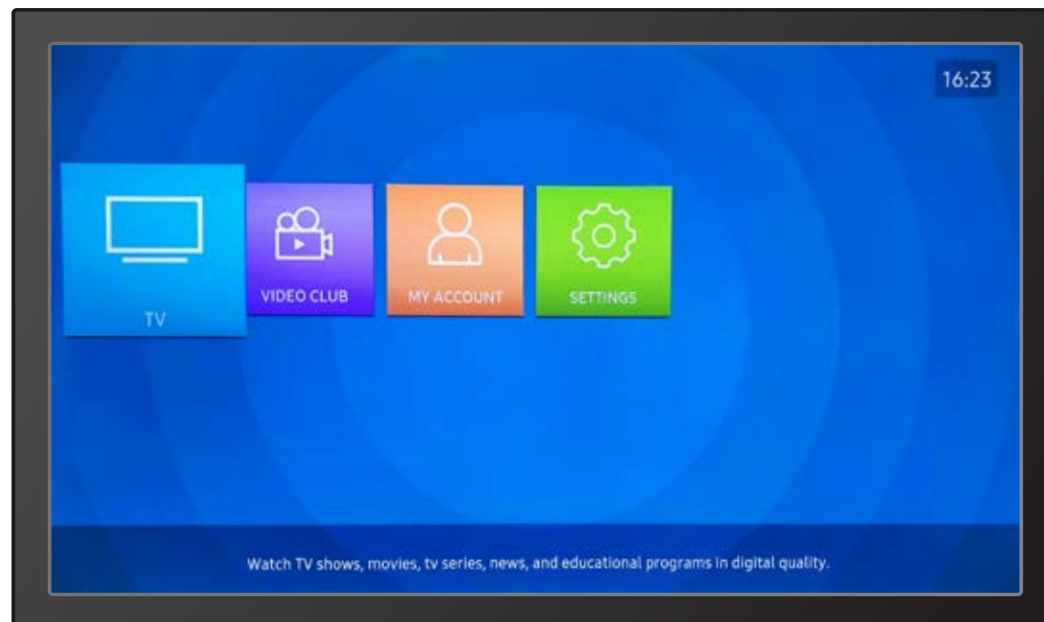 16:23
TV
VIDEO CLUB
MY ACCOUNT
SETTINGS
Watch TV shows, movies, tv series, news, and educational programs in digital quality.